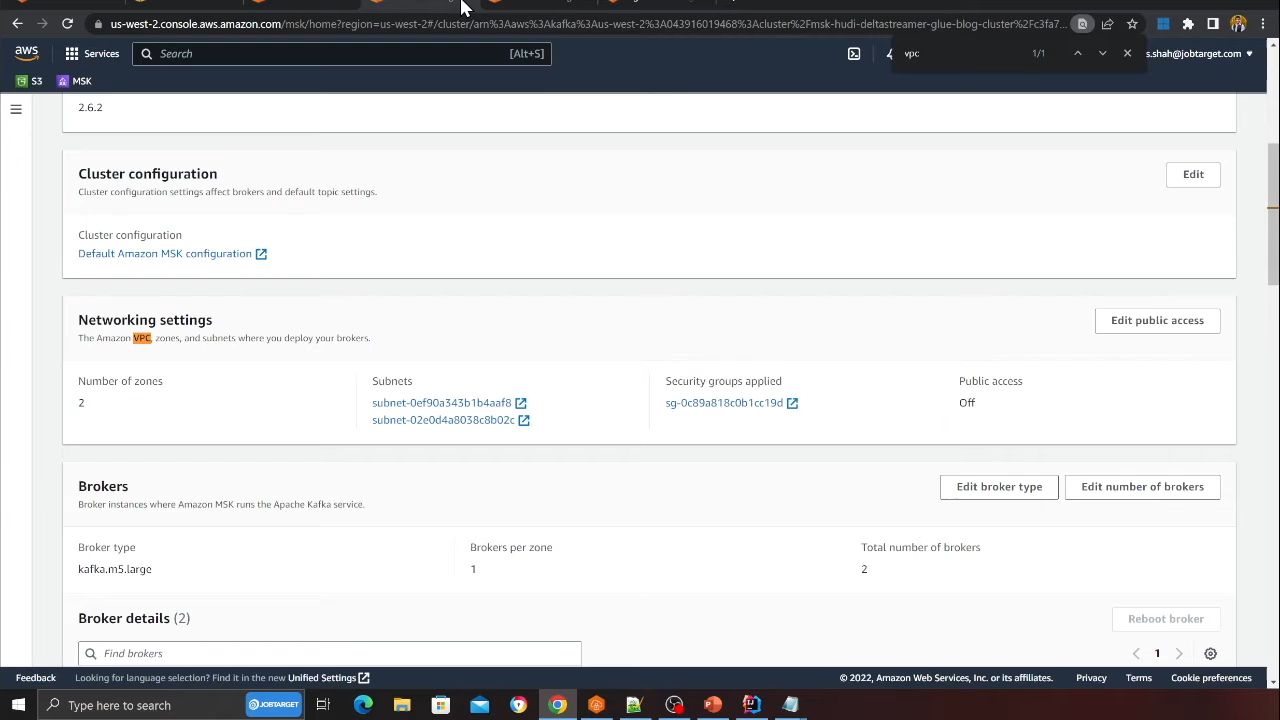 us-west-2.console.aws.amazon.com/msk/home?region=us-west-2#/cluster/arn%3Aaws%3Akafka%3Aus-west-2%3A043916019468%3Acluster%2Fmsk-hudi-deltastreamer-glue-blog-cluster%2Fc3fa7...
aws
Services
Search
[Alt+S]
vpc
1/1
s.shah@jobtarget.com
S3
MSK
2.6.2
Cluster configuration
Edit
Cluster configuration settings affect brokers and default topic settings.
Cluster configuration
Default Amazon MSK configuration
Networking settings
Edit public access
The Amazon VPC, zones, and subnets where you deploy your brokers.
Number of zones
Subnets
Security groups applied
Public access
2
subnet-0ef90a343b1b4aaf8
sg-0c89a818c0b1cc19d
Off
subnet-02e0d4a8038c8b02c
Brokers
Edit broker type
Edit number of brokers
Broker instances where Amazon MSK runs the Apache Kafka service.
Broker type
Brokers per zone
Total number of brokers
kafka.m5.large
1
2
Broker details (2)
Reboot broker
Find brokers
1
Feedback
Looking for language selection? Find it in the new Unified Settings
© 2022, Amazon Web Services, Inc. or its affiliates.
Privacy
Terms
Cookie preferences
Type here to search
JOBTARGET